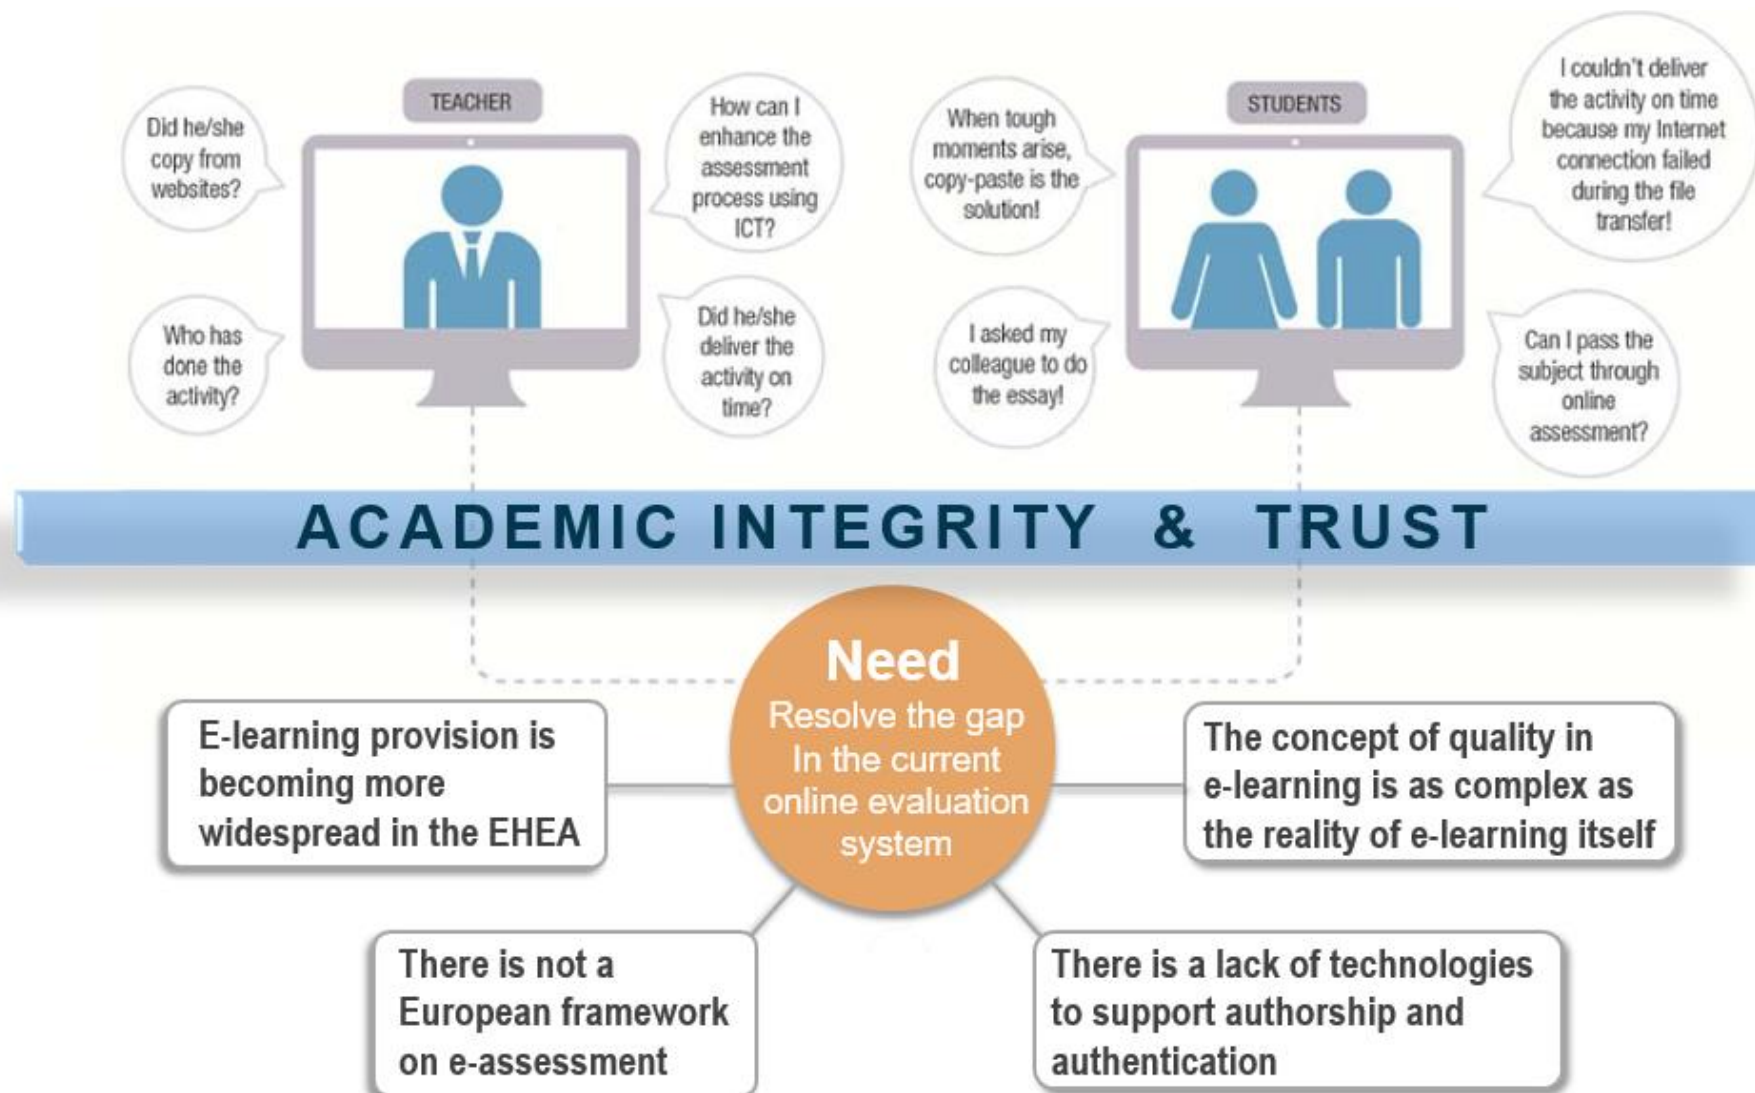 TEACHER
Did he/she
copy from
websites?
How can I
enhance the
assessment
process using
ICT?
Who has
done the
activity?
Did he/she
deliver the
activity on
time?
STUDENTS
When tough
moments arise,
copy-paste is the
solution!
I couldn't deliver
the activity on time
because my Internet
connection failed
during the file
transfer!
I asked my
colleague to do
the essay!
Can I pass the
subject through
online
assessment?
ACADEMIC INTEGRITY & TRUST
Need
Resolve the gap
In the current
online evaluation
system
E-learning provision is
becoming more
widespread in the EHEA
The concept of quality in
e-learning is as complex as
the reality of e-learning itself
There is not a
European framework
on e-assessment
There is a lack of technologies
to support authorship and
authentication